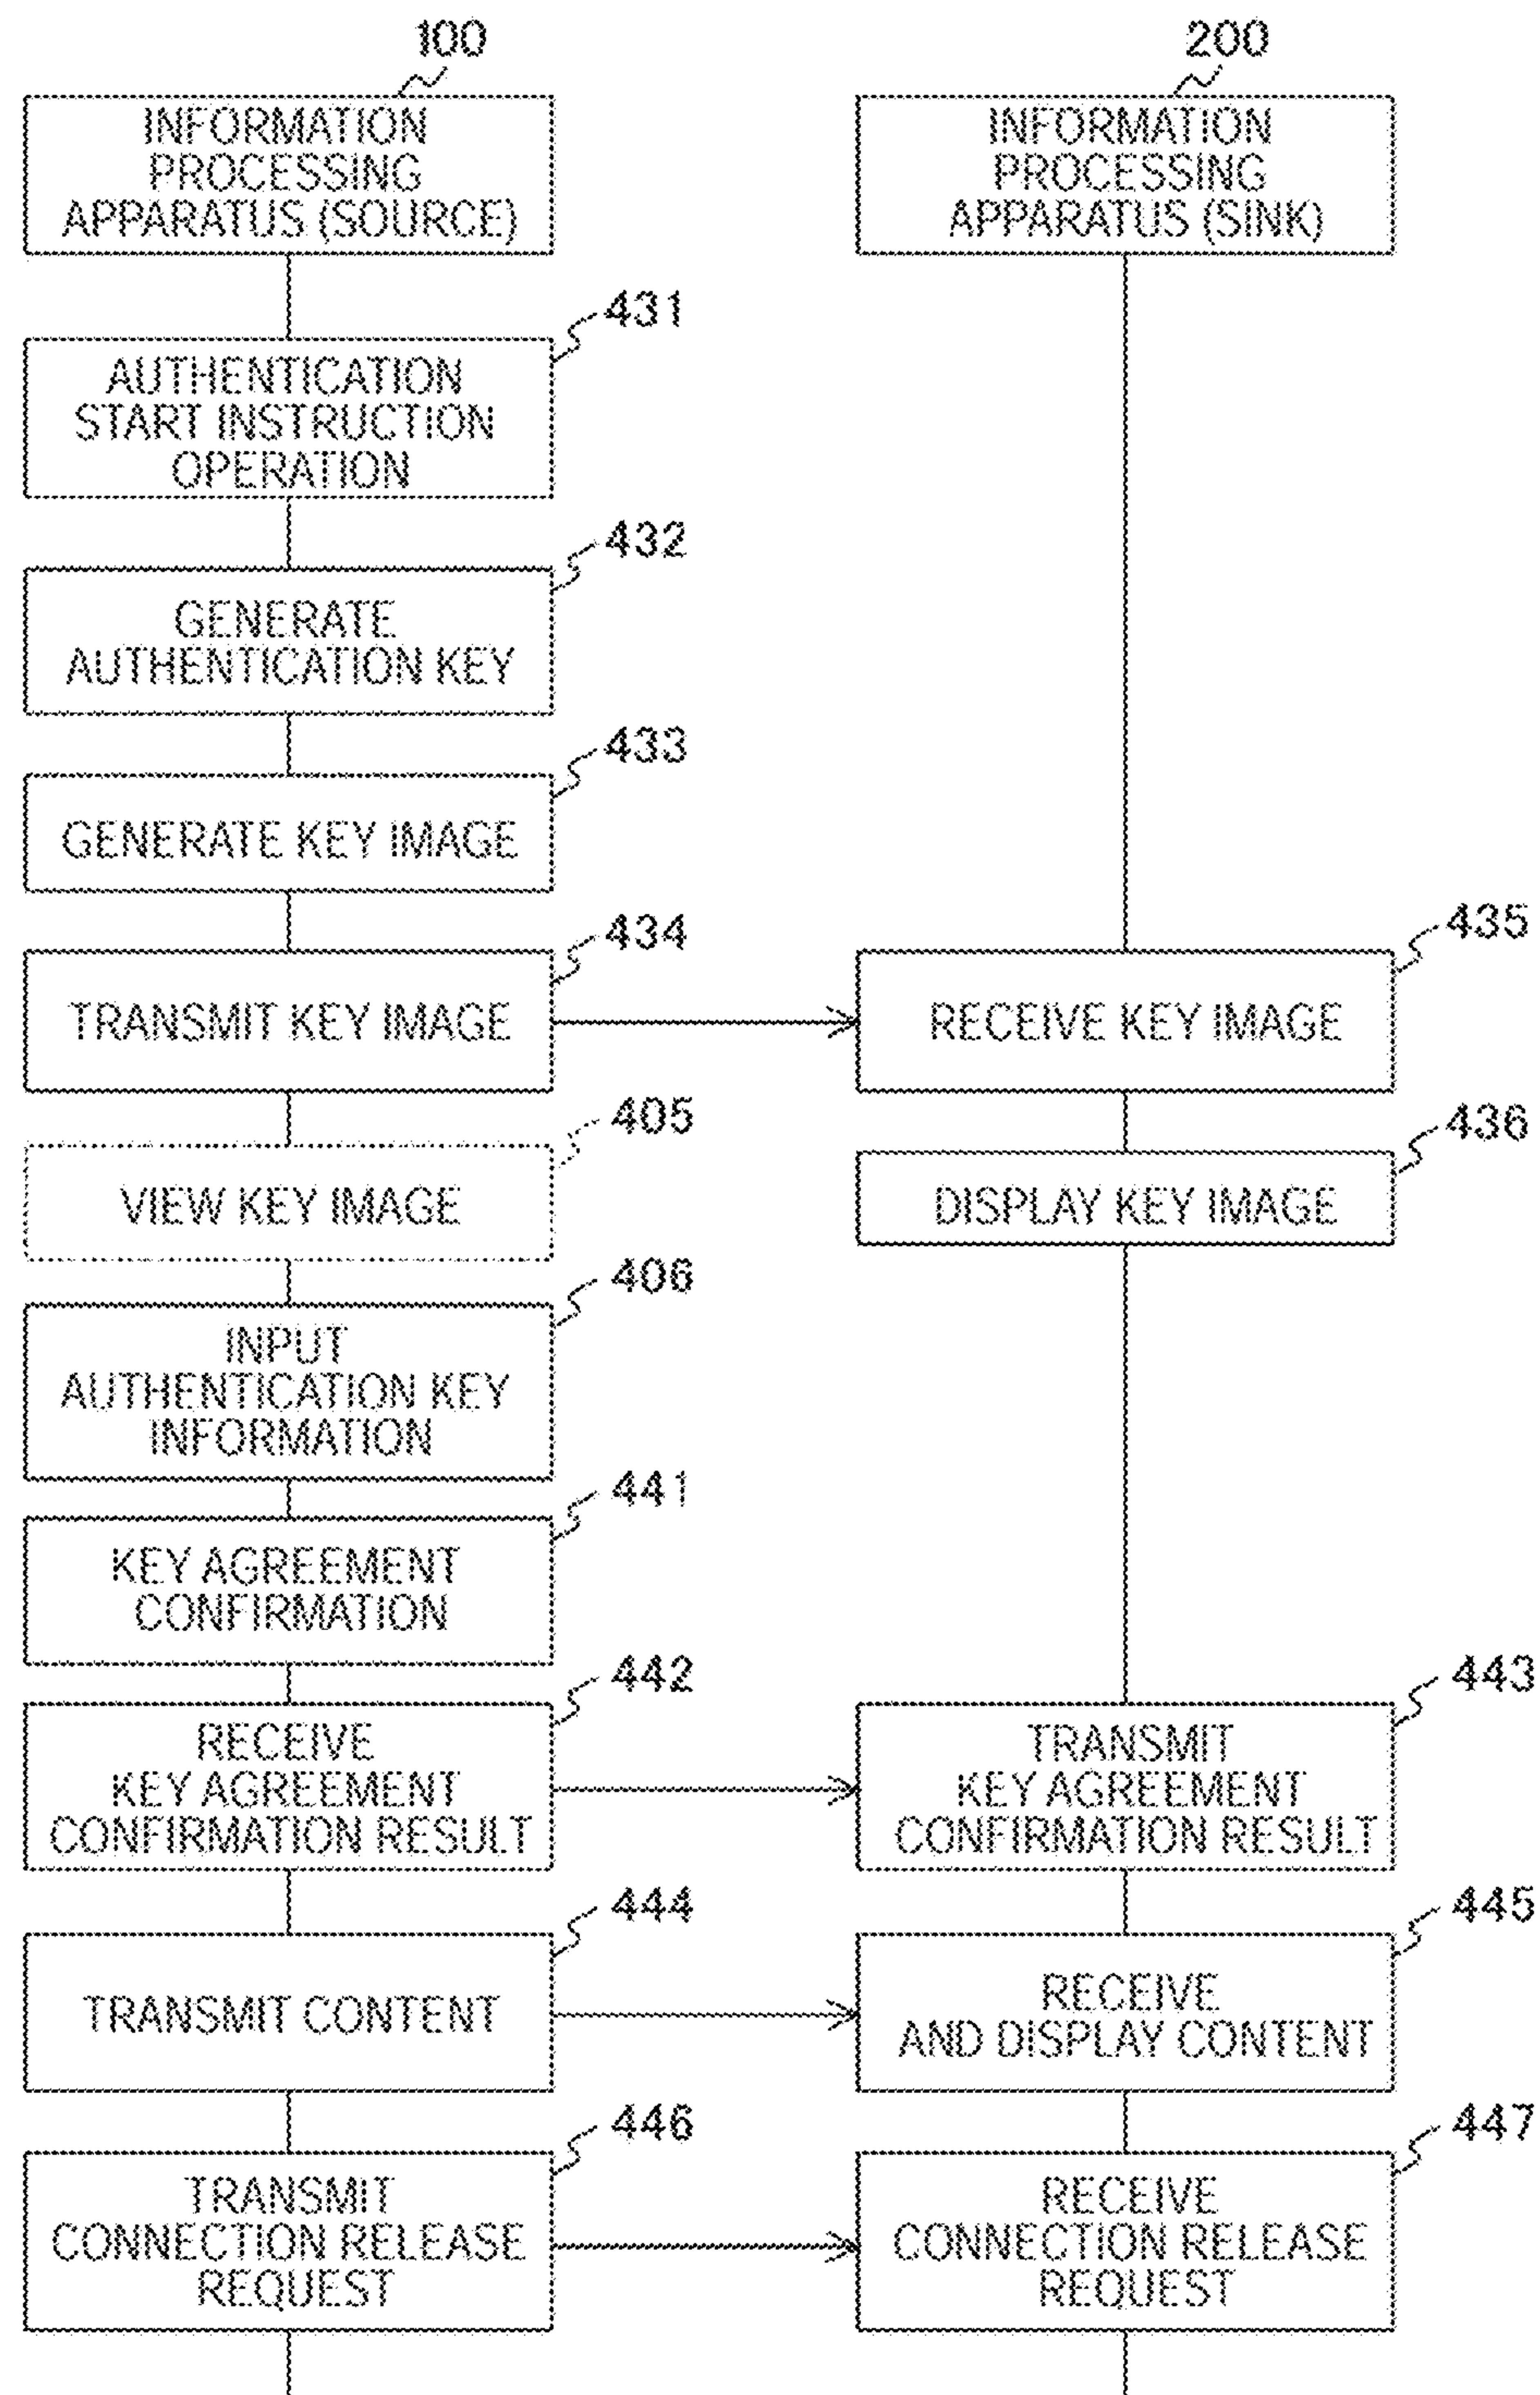 100
200
INFORMATION
PROCESSING
APPARATUS (SOURCE)
INFORMATION
PROCESSING
APPARATUS (SINK)
431
AUTHENTICATION
START INSTRUCTION
OPERATION
432
GENERATE
AUTHENTICATION KEY
433
GENERATE KEY IMAGE
434
TRANSMIT KEY IMAGE
435
RECEIVE KEY IMAGE
405
VIEW KEY IMAGE
436
DISPLAY KEY IMAGE
406
INPUT
AUTHENTICATION KEY
INFORMATION
441
KEY AGREEMENT
CONFIRMATION
442
RECEIVE
KEY AGREEMENT
CONFIRMATION RESULT
443
TRANSMIT
KEY AGREEMENT
CONFIRMATION RESULT
444
TRANSMIT CONTENT
445
RECEIVE
AND DISPLAY CONTENT
446
TRANSMIT
CONNECTION RELEASE
REQUEST
447
RECEIVE
CONNECTION RELEASE
REQUEST